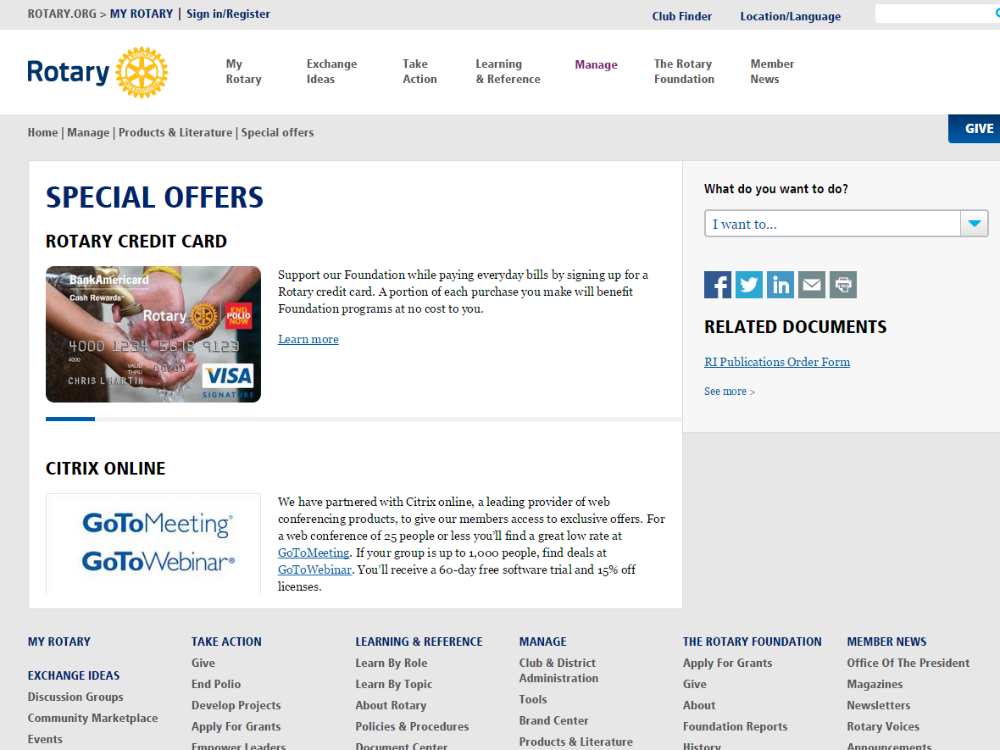 ROTARY.ORG > MY ROTARY | Sign in/Register
Club Finder
Location/Language
Rotary
ROTARY
INTERNATIONAL
My
Rotary
Exchange
Ideas
Take
Action
Learning
& Reference
Manage
The Rotary
Foundation
Member
News
Home | Manage | Products & Literature | Special offers
GIVE
SPECIAL OFFERS
ROTARY CREDIT CARD
BankAmericard
Cash Rewards™
Rotary
END
POLIO
NOW
4000 1234 5678 9123
4000
VALID
THRU
00/00
CHRIS L MARTIN
VISA
SIGNATURE
Support our Foundation while paying everyday bills by signing up for a
Rotary credit card. A portion of each purchase you make will benefit
Foundation programs at no cost to you.
Learn more
CITRIX ONLINE
GoToMeeting®
GoToWebinar®
We have partnered with Citrix online, a leading provider of web
conferencing products, to give our members access to exclusive offers. For
a web conference of 25 people or less you’ll find a great low rate at
GoToMeeting. If your group is up to 1,000 people, find deals at
GoToWebinar. You’ll receive a 60-day free software trial and 15% off
licenses.
What do you want to do?
I want to...
RELATED DOCUMENTS
RI Publications Order Form
See more >
MY ROTARY
EXCHANGE IDEAS
Discussion Groups
Community Marketplace
Events
TAKE ACTION
Give
End Polio
Develop Projects
Apply For Grants
Empower Leaders
LEARNING & REFERENCE
Learn By Role
Learn By Topic
About Rotary
Policies & Procedures
Document Center
MANAGE
Club & District
Administration
Tools
Brand Center
Products & Literature
THE ROTARY FOUNDATION
Apply For Grants
Give
About
Foundation Reports
History
MEMBER NEWS
Office Of The President
Magazines
Newsletters
Rotary Voices
Announcements